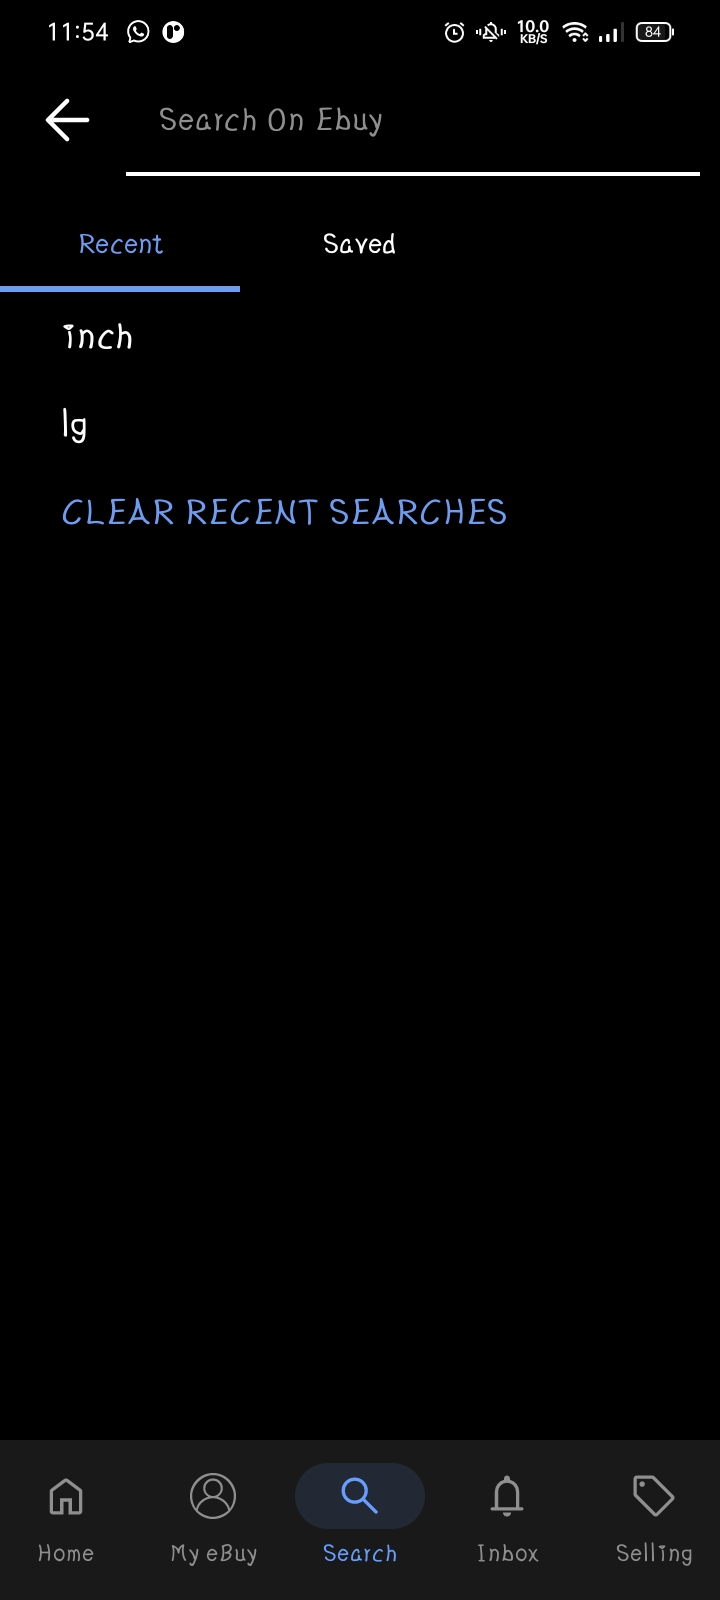 11:54 10.0 KB/S 84
Search On Ebuy
Recent Saved
inch
lg
CLEAR RECENT SEARCHES
Home My eBuy Search Inbox Selling